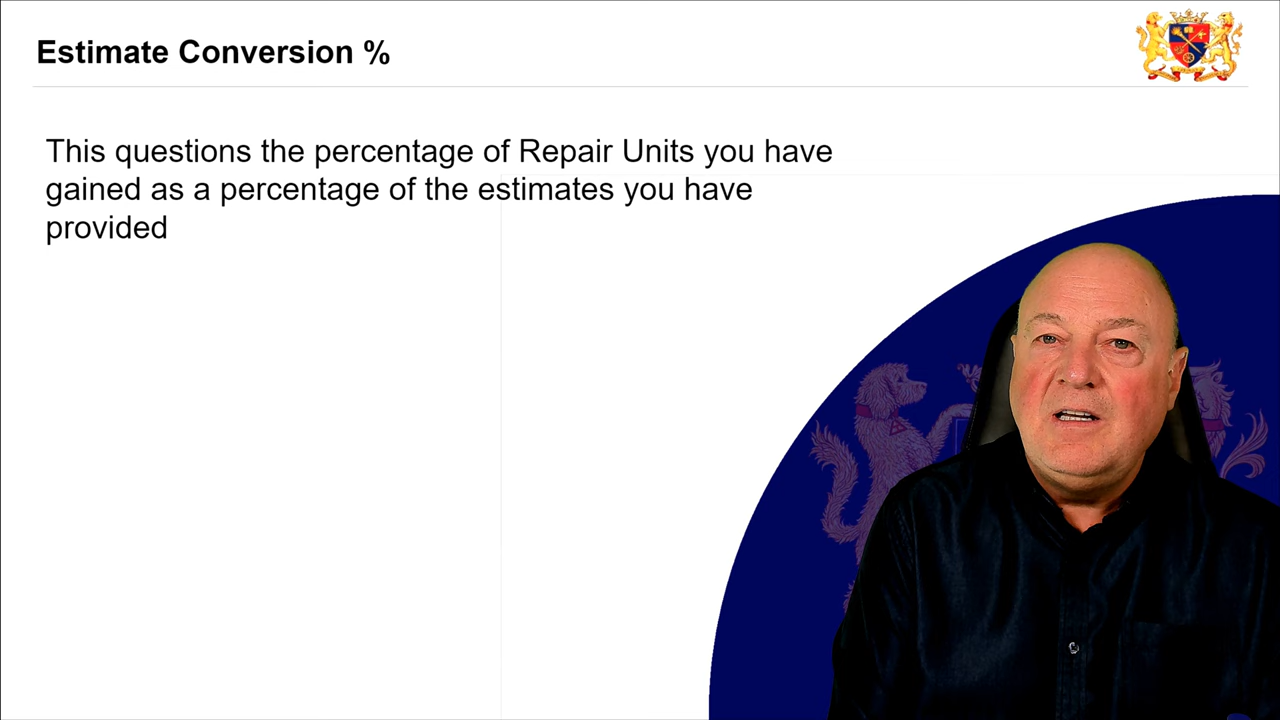 Estimate Conversion %
This questions the percentage of Repair Units you have
gained as a percentage of the estimates you have
provided